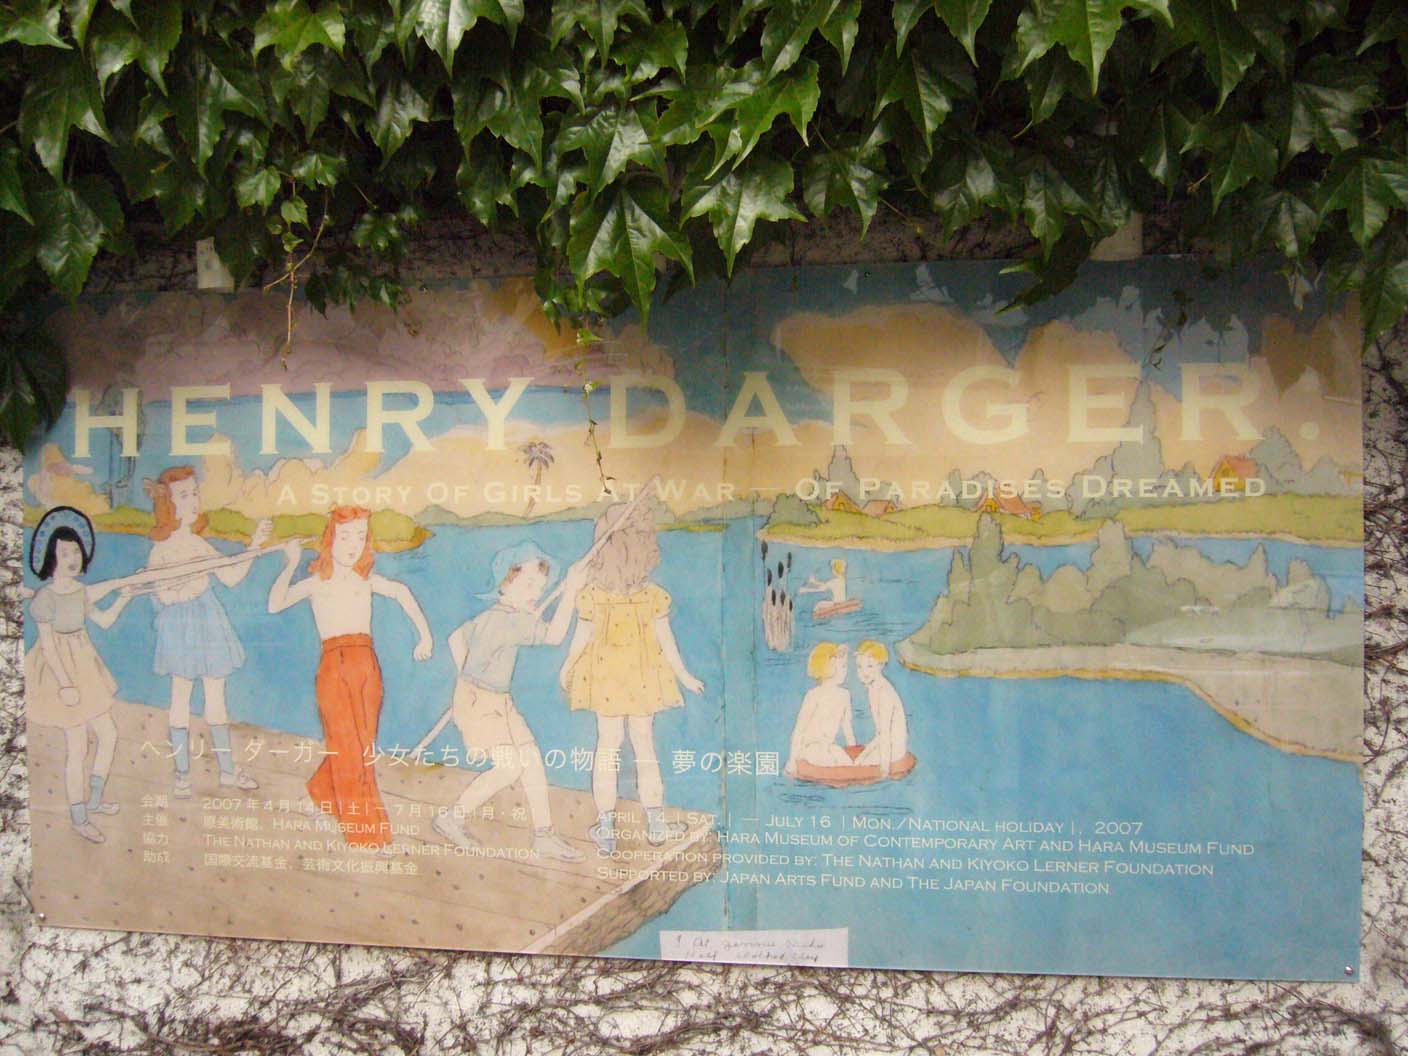 HENRY DARGER.
A STORY OF GIRLS AT WAR — OF PARADISES DREAMED
ヘンリー ダーガー 少女たちの戦いの物語 — 夢の楽園
会期 2007年4月14日|土|— 7月16日|月・祝|
主催 原美術館、HARA MUSEUM FUND
協力 THE NATHAN AND KIYOKO LERNER FOUNDATION
助成 国際交流基金、芸術文化振興基金
APRIL 14 | SAT. | — JULY 16 | MON./NATIONAL HOLIDAY |, 2007
ORGANIZED BY: HARA MUSEUM OF CONTEMPORARY ART AND HARA MUSEUM FUND
COOPERATION PROVIDED BY: THE NATHAN AND KIYOKO LERNER FOUNDATION
SUPPORTED BY: JAPAN ARTS FUND AND THE JAPAN FOUNDATION
At